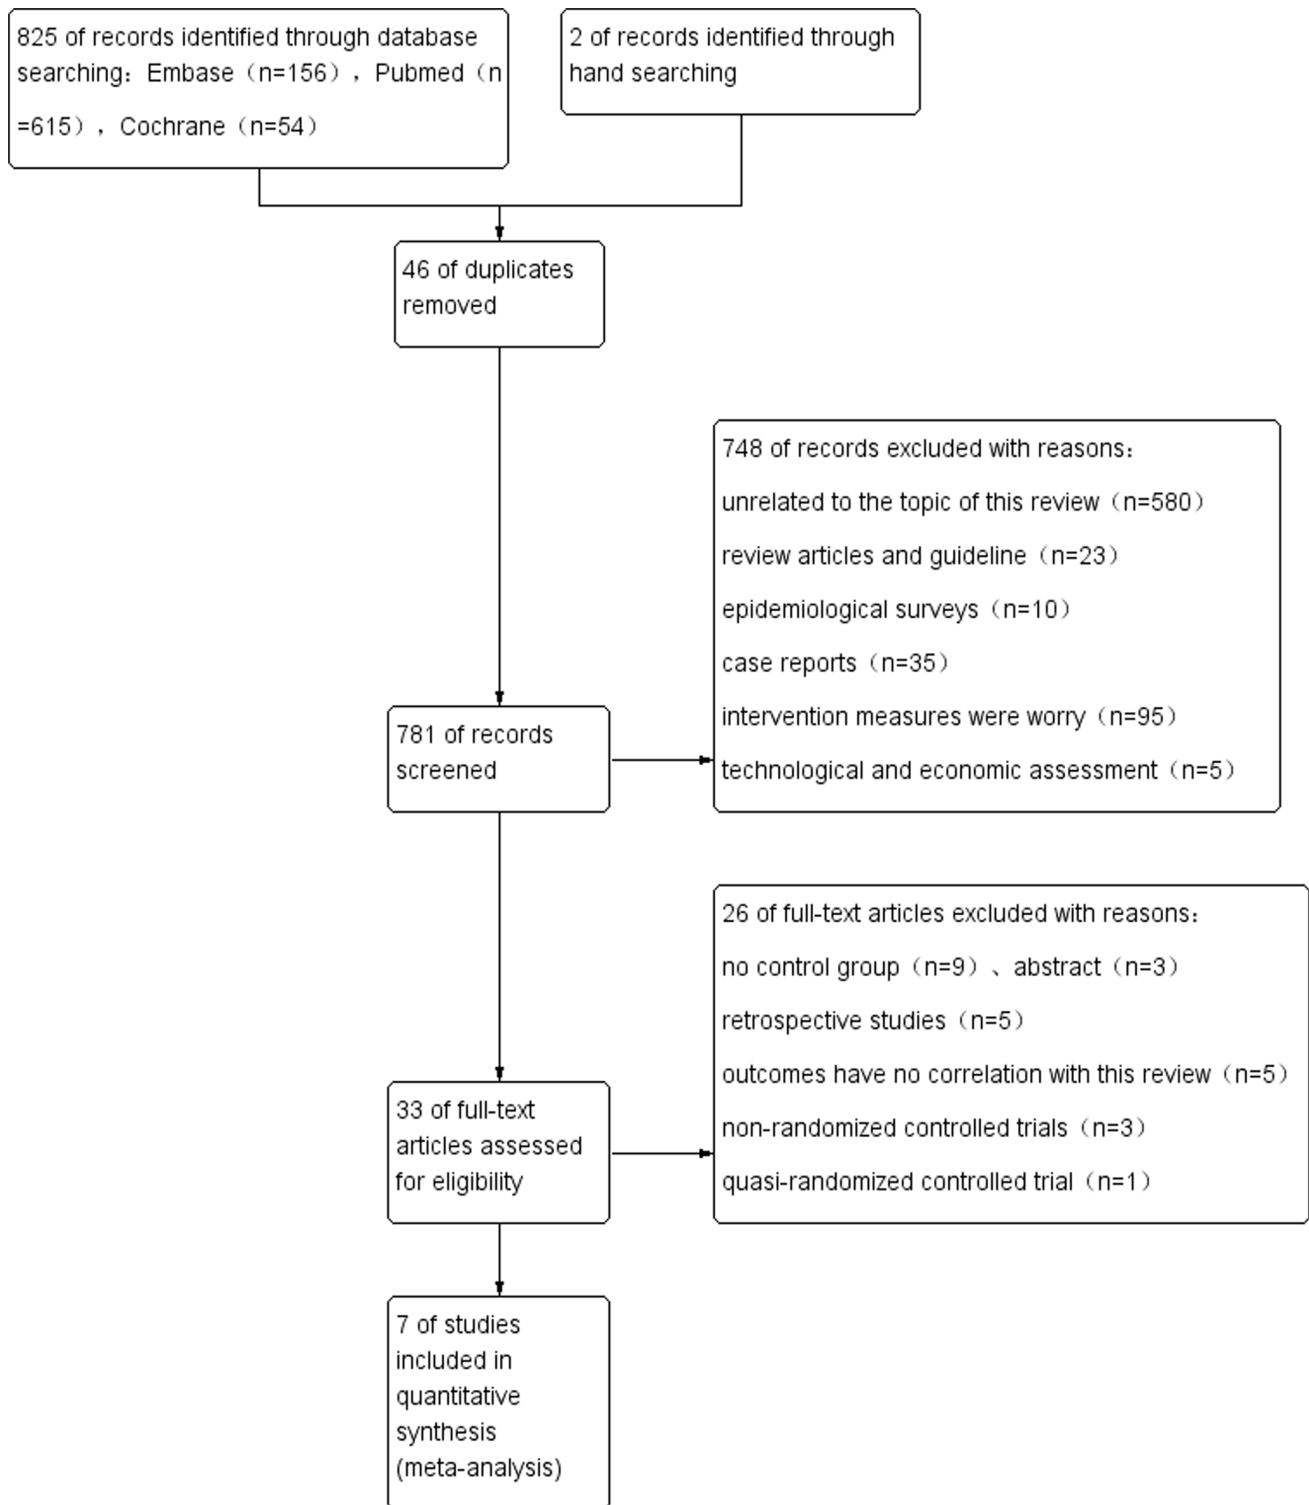 825 of records identified through database
searching：Embase（n=156），Pubmed（n
=615），Cochrane（n=54）
2 of records identified through
hand searching
46 of duplicates
removed
748 of records excluded with reasons：
unrelated to the topic of this review（n=580）
review articles and guideline（n=23）
epidemiological surveys（n=10）
case reports（n=35）
intervention measures were worry（n=95）
technological and economic assessment（n=5）
781 of records
screened
26 of full-text articles excluded with reasons：
no control group（n=9）、abstract（n=3）
retrospective studies（n=5）
outcomes have no correlation with this review（n=5）
non-randomized controlled trials（n=3）
quasi-randomized controlled trial（n=1）
33 of full-text
articles assessed
for eligibility
7 of studies
included in
quantitative
synthesis
(meta-analysis)